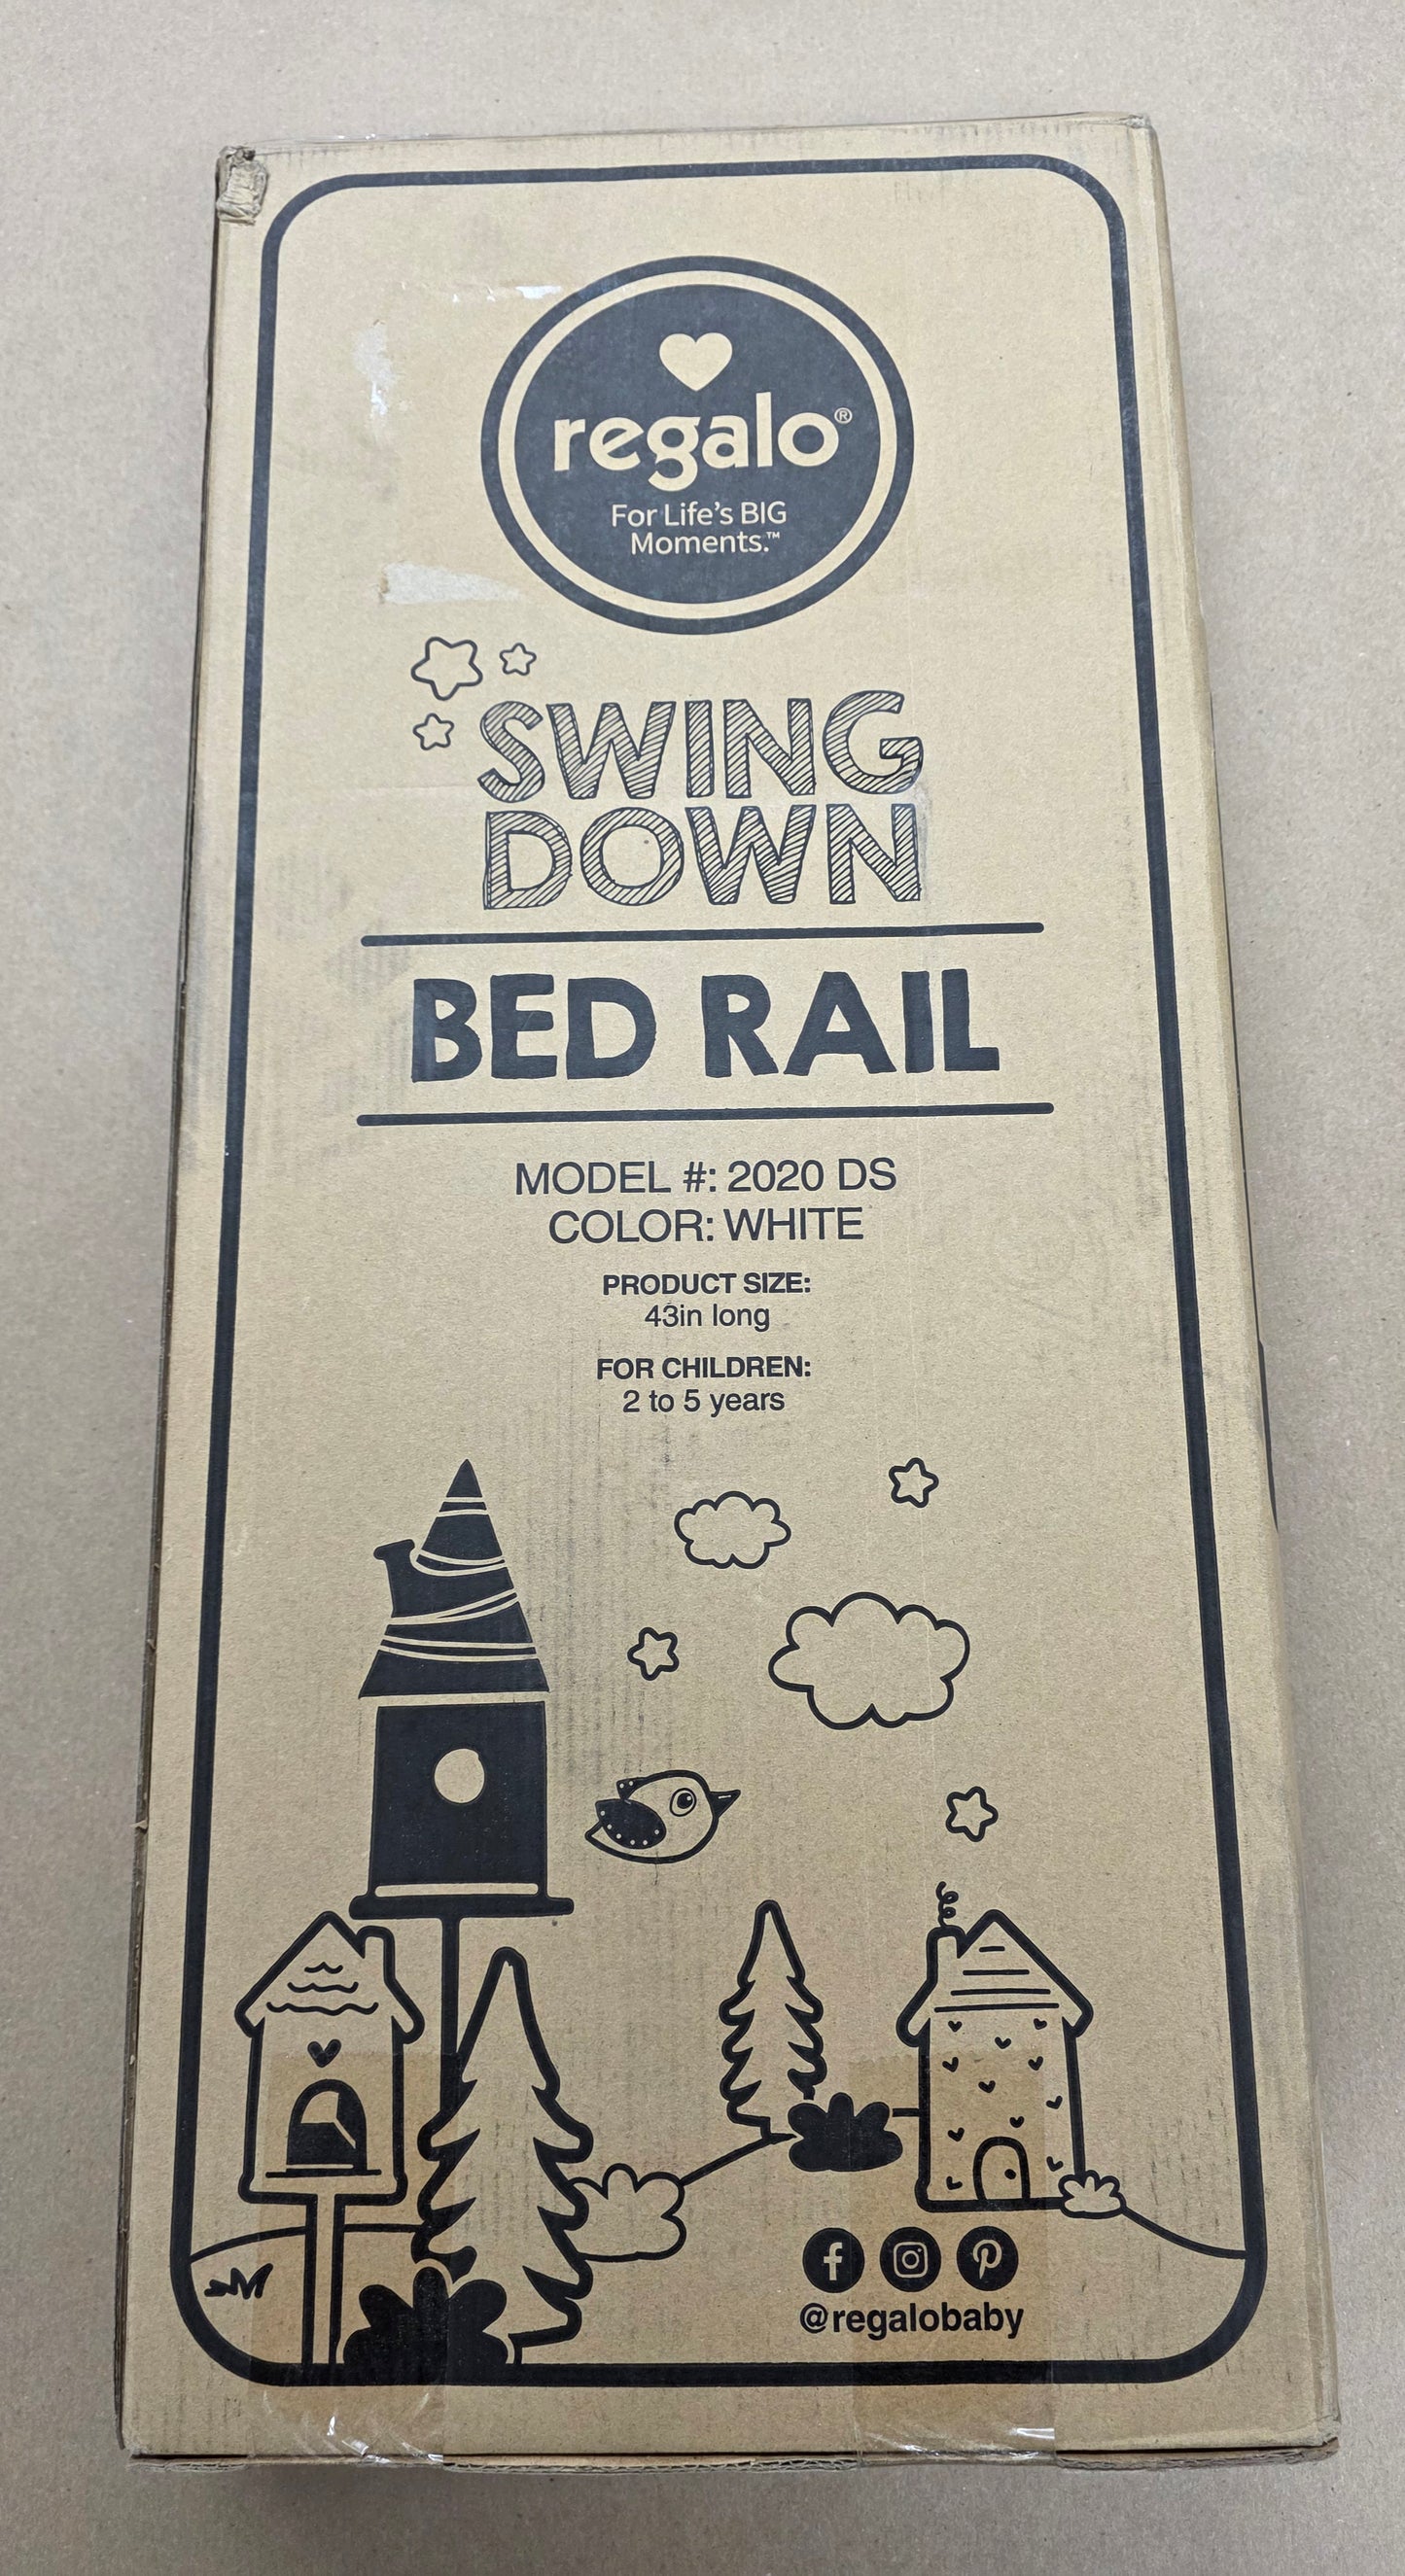 regalo®
For Life's BIG
Moments.™
SWING
DOWN
BED RAIL
MODEL #: 2020 DS
COLOR: WHITE
PRODUCT SIZE:
43in long
FOR CHILDREN:
2 to 5 years
@regalobaby